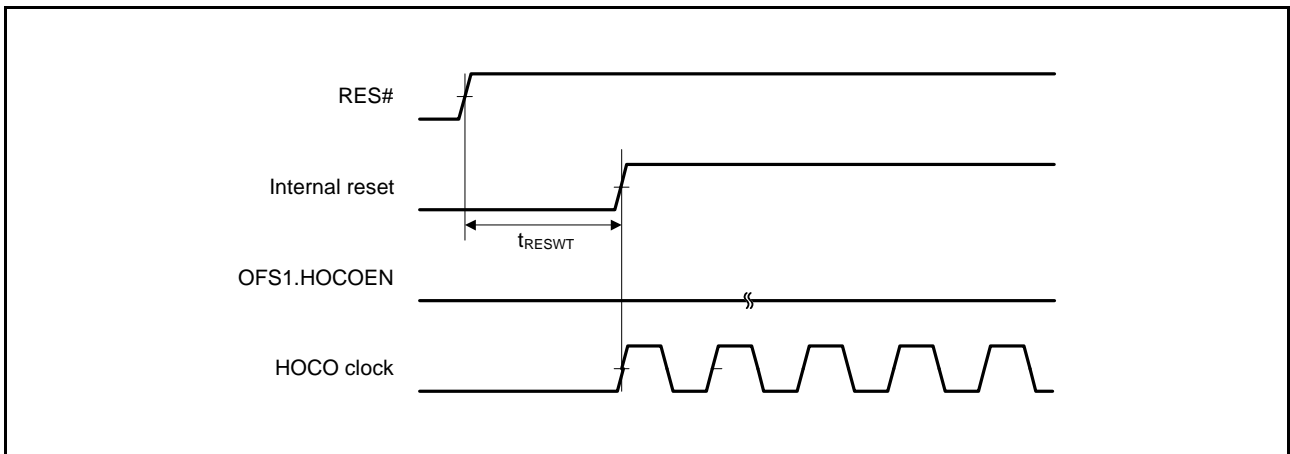 RES#
Internal reset
tRESWT
OFS1.HOCOEN
HOCO clock